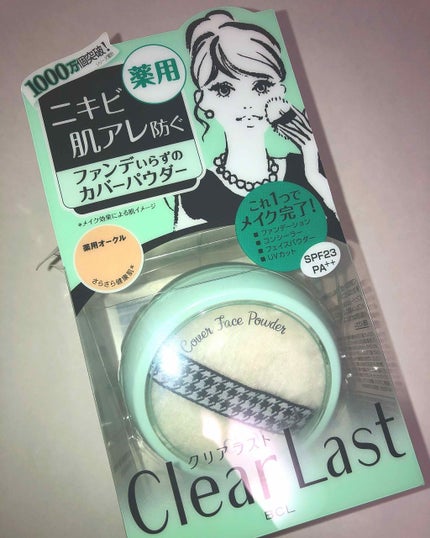 1000万個突破!
薬用
ニキビ
肌アレ防ぐ
ファンデいらずの
カバーパウダー
*メイク効果による肌イメージ
これ1つで
メイク完了!
■ファンデーション
■コンシーラー
■フェイスパウダー
■UVカット
薬用オークル
さらさら健康肌*
SPF23
PA++
Cover Face Powder
クリアラスト
Clear Last
BCL